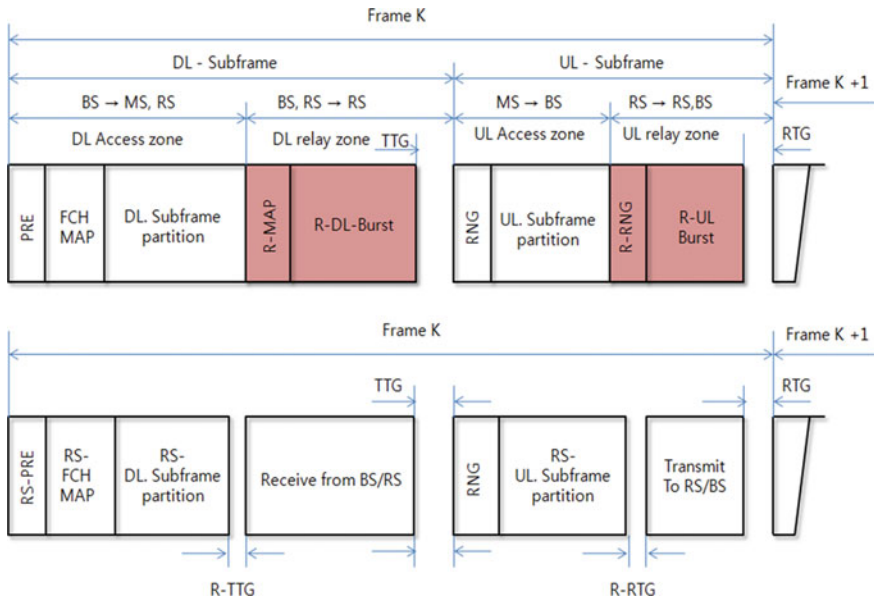 Frame K
DL - Subframe
UL - Subframe
Frame K +1
BS → MS, RS
BS, RS → RS
MS → BS
RS → RS,BS
DL Access zone
DL relay zone
TTG
UL Access zone
UL relay zone
RTG
PRE
FCH
MAP
DL. Subframe
partition
R-MAP
R-DL-Burst
RNG
UL. Subframe
partition
R-RNG
R-UL
Burst
Frame K
Frame K +1
TTG
RTG
RS-PRE
RS-
FCH
MAP
RS-
DL. Subframe
partition
Receive from BS/RS
RNG
RS-
UL. Subframe
partition
Transmit
To RS/BS
R-TTG
R-RTG